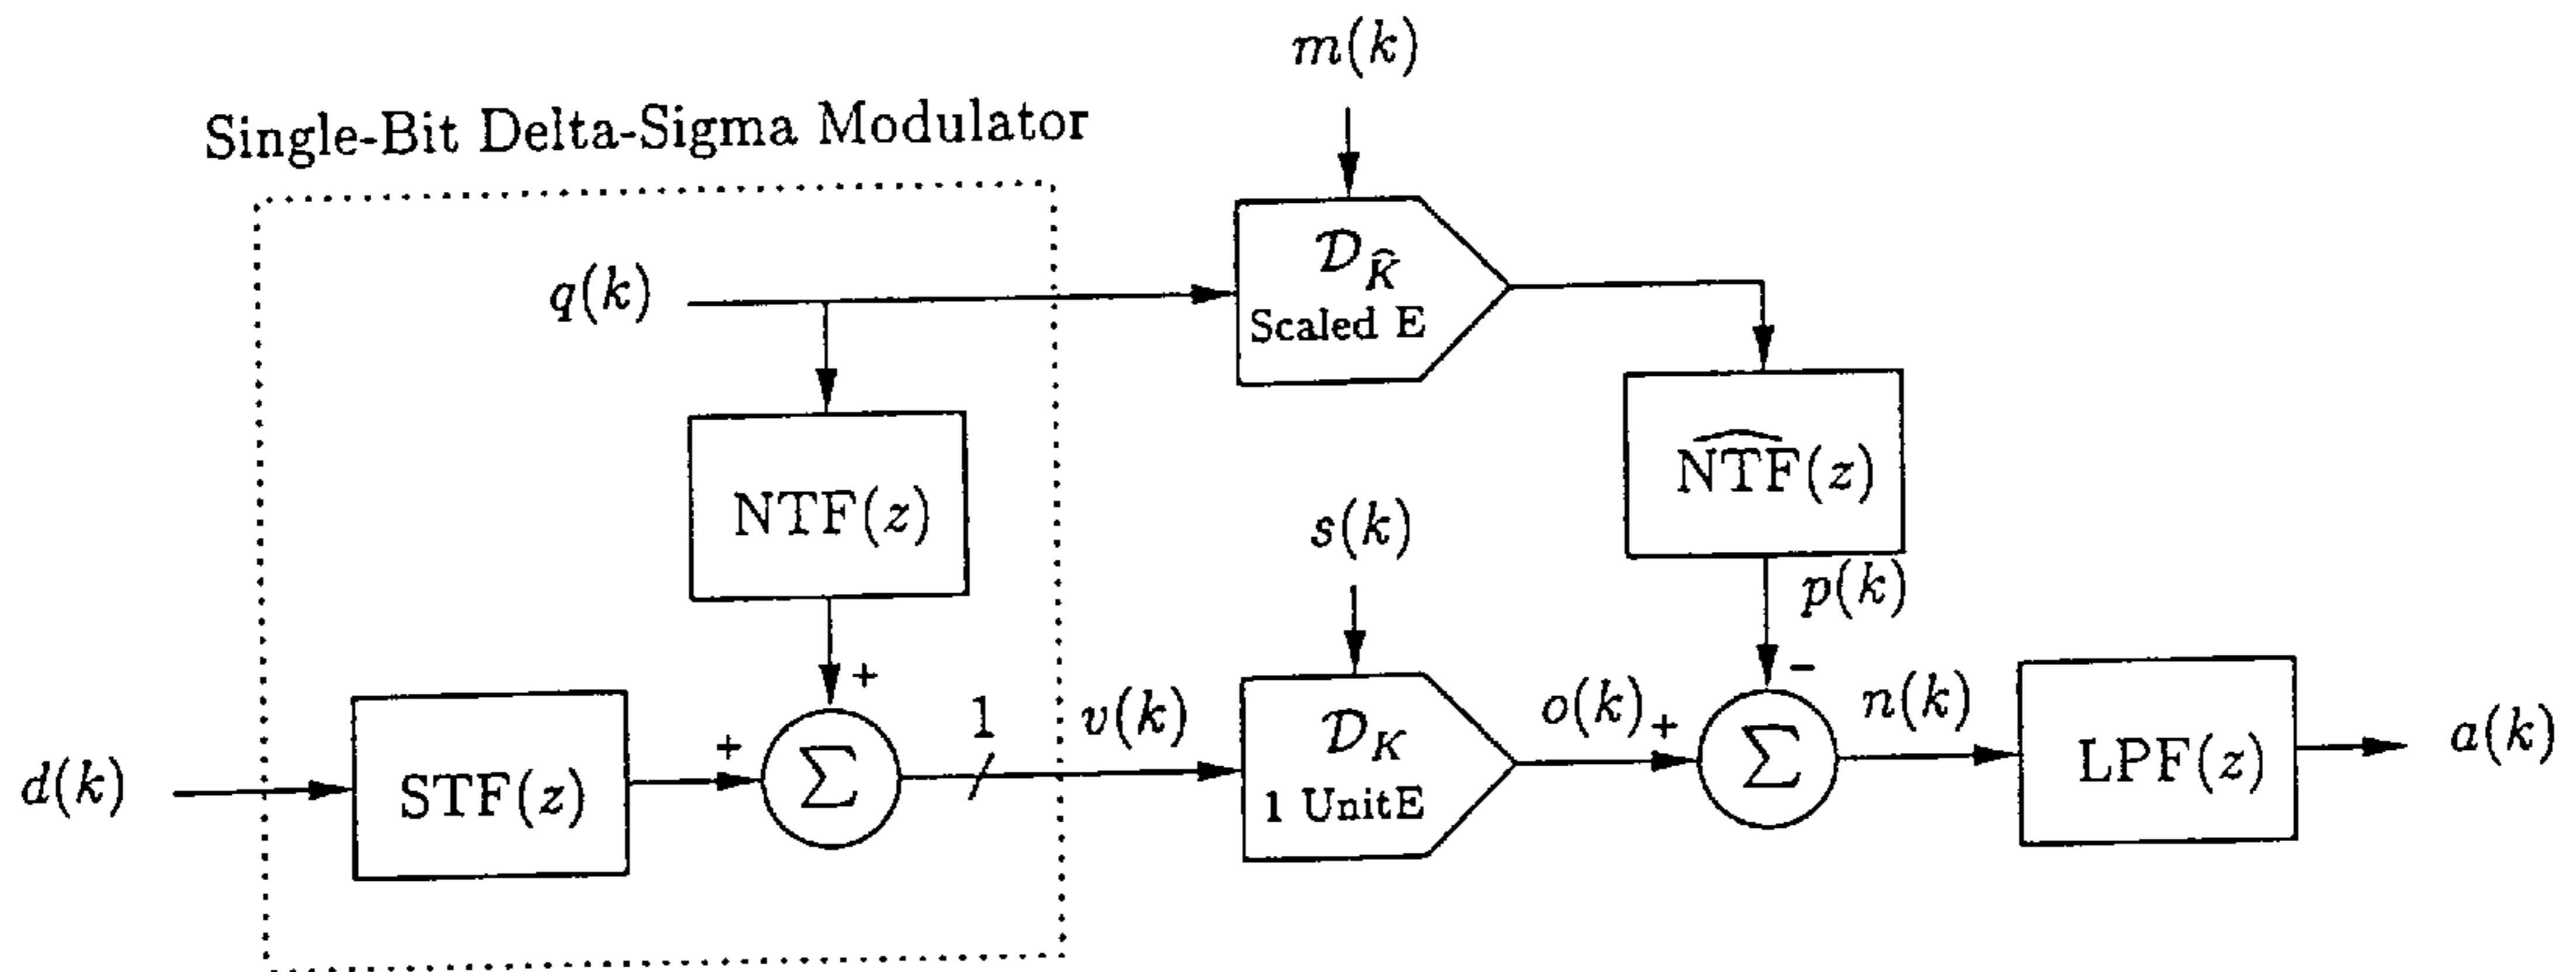 m(k)
Single-Bit Delta-Sigma Modulator
q(k)
𝒟_K̂
Scaled E
NTF(z)
N͡TF(z)
s(k)
p(k)
+
−
d(k)
STF(z)
+
Σ
1
v(k)
𝒟_K
1 UnitE
o(k)
+
Σ
n(k)
LPF(z)
a(k)